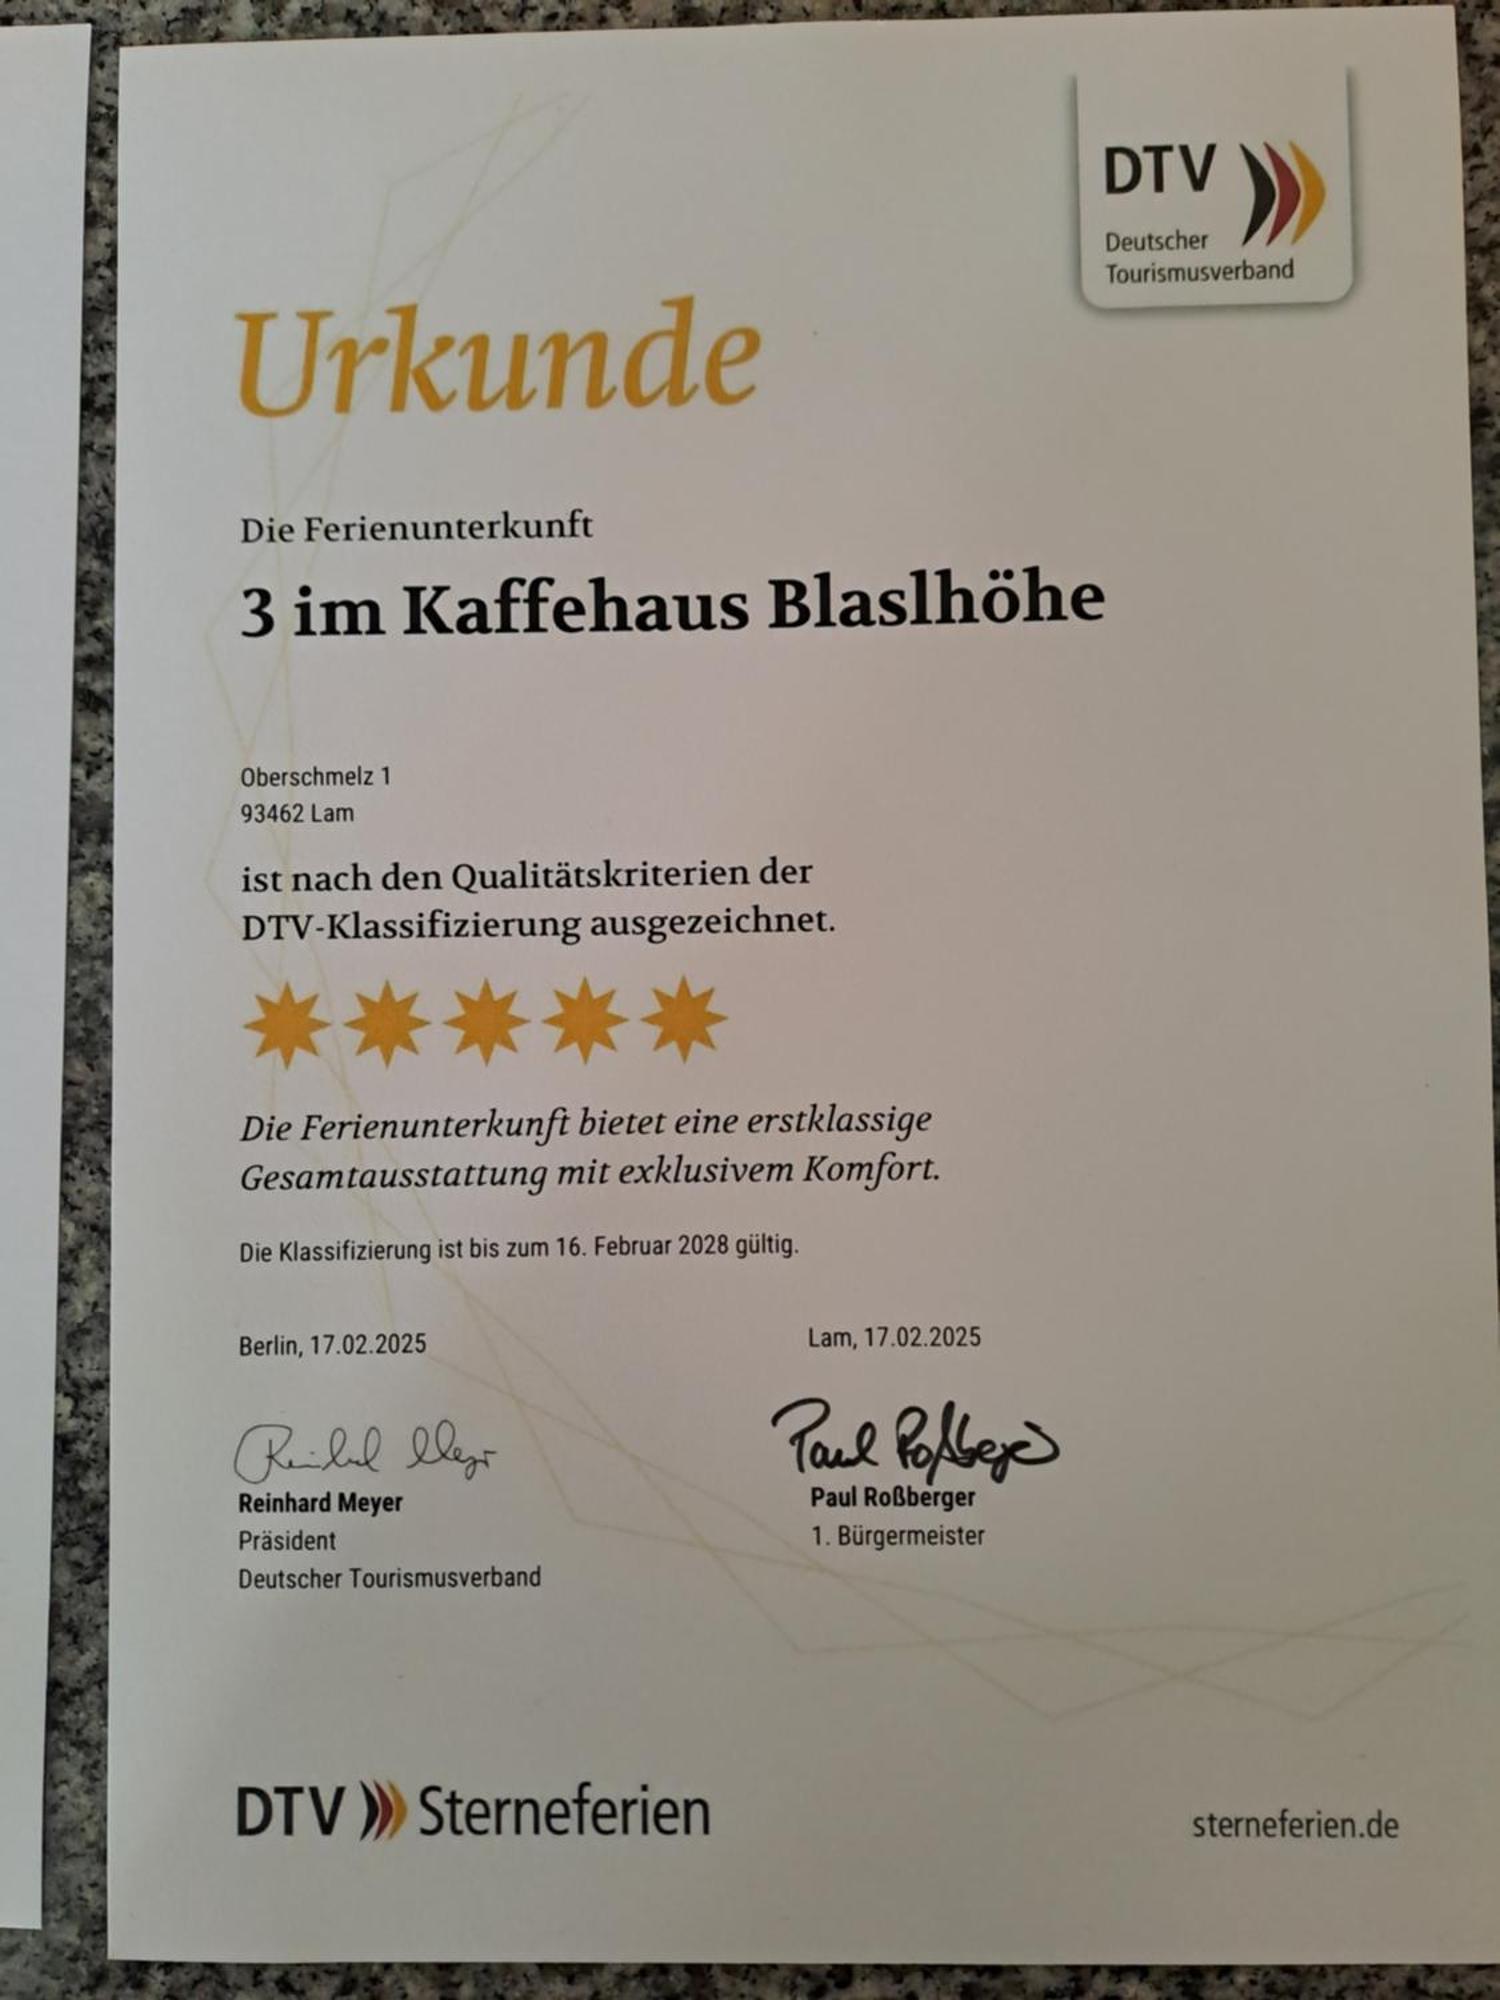 DTV
Deutscher
Tourismusverband
Urkunde
Die Ferienunterkunft
3 im Kaffehaus Blaslhöhe
Oberschmelz 1
93462 Lam
ist nach den Qualitätskriterien der
DTV-Klassifizierung ausgezeichnet.
Die Ferienunterkunft bietet eine erstklassige
Gesamtausstattung mit exklusivem Komfort.
Die Klassifizierung ist bis zum 16. Februar 2028 gültig.
Berlin, 17.02.2025
Lam, 17.02.2025
Reinhard Meyer
Paul Roßberger
Reinhard Meyer
Präsident
Deutscher Tourismusverband
Paul Roßberger
1. Bürgermeister
DTV Sterneferien
sterneferien.de